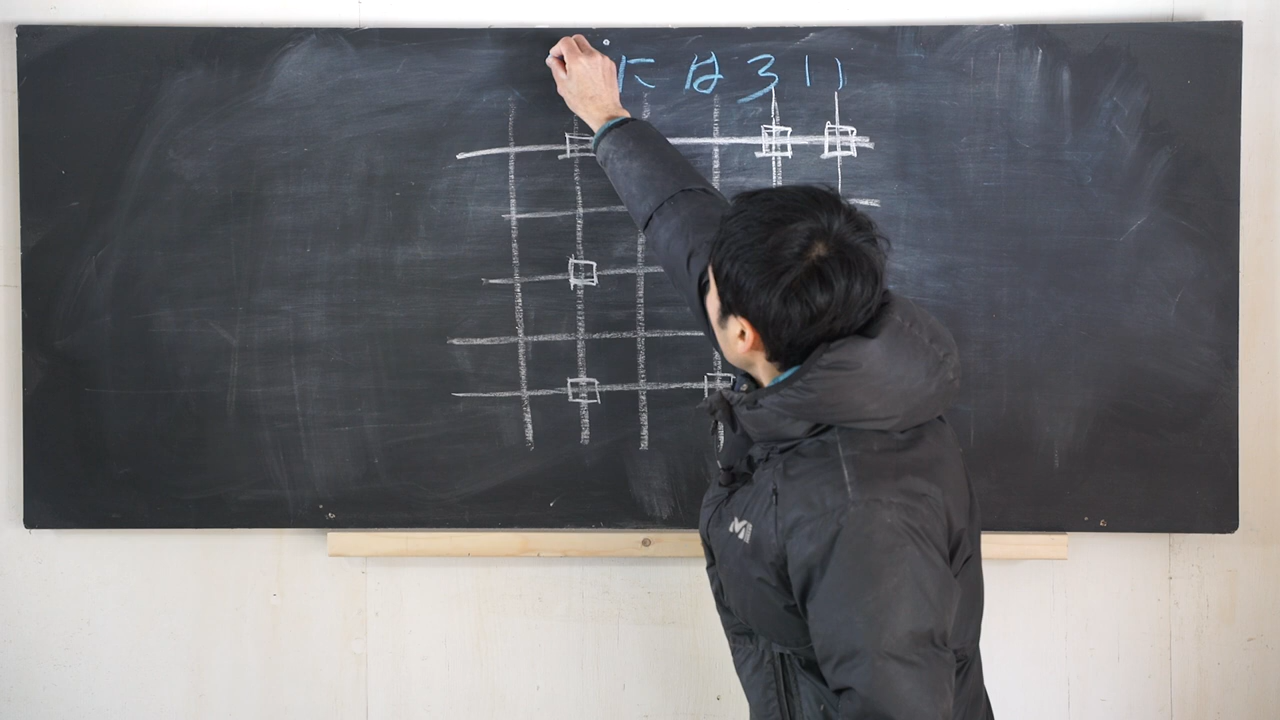 に は ろ い